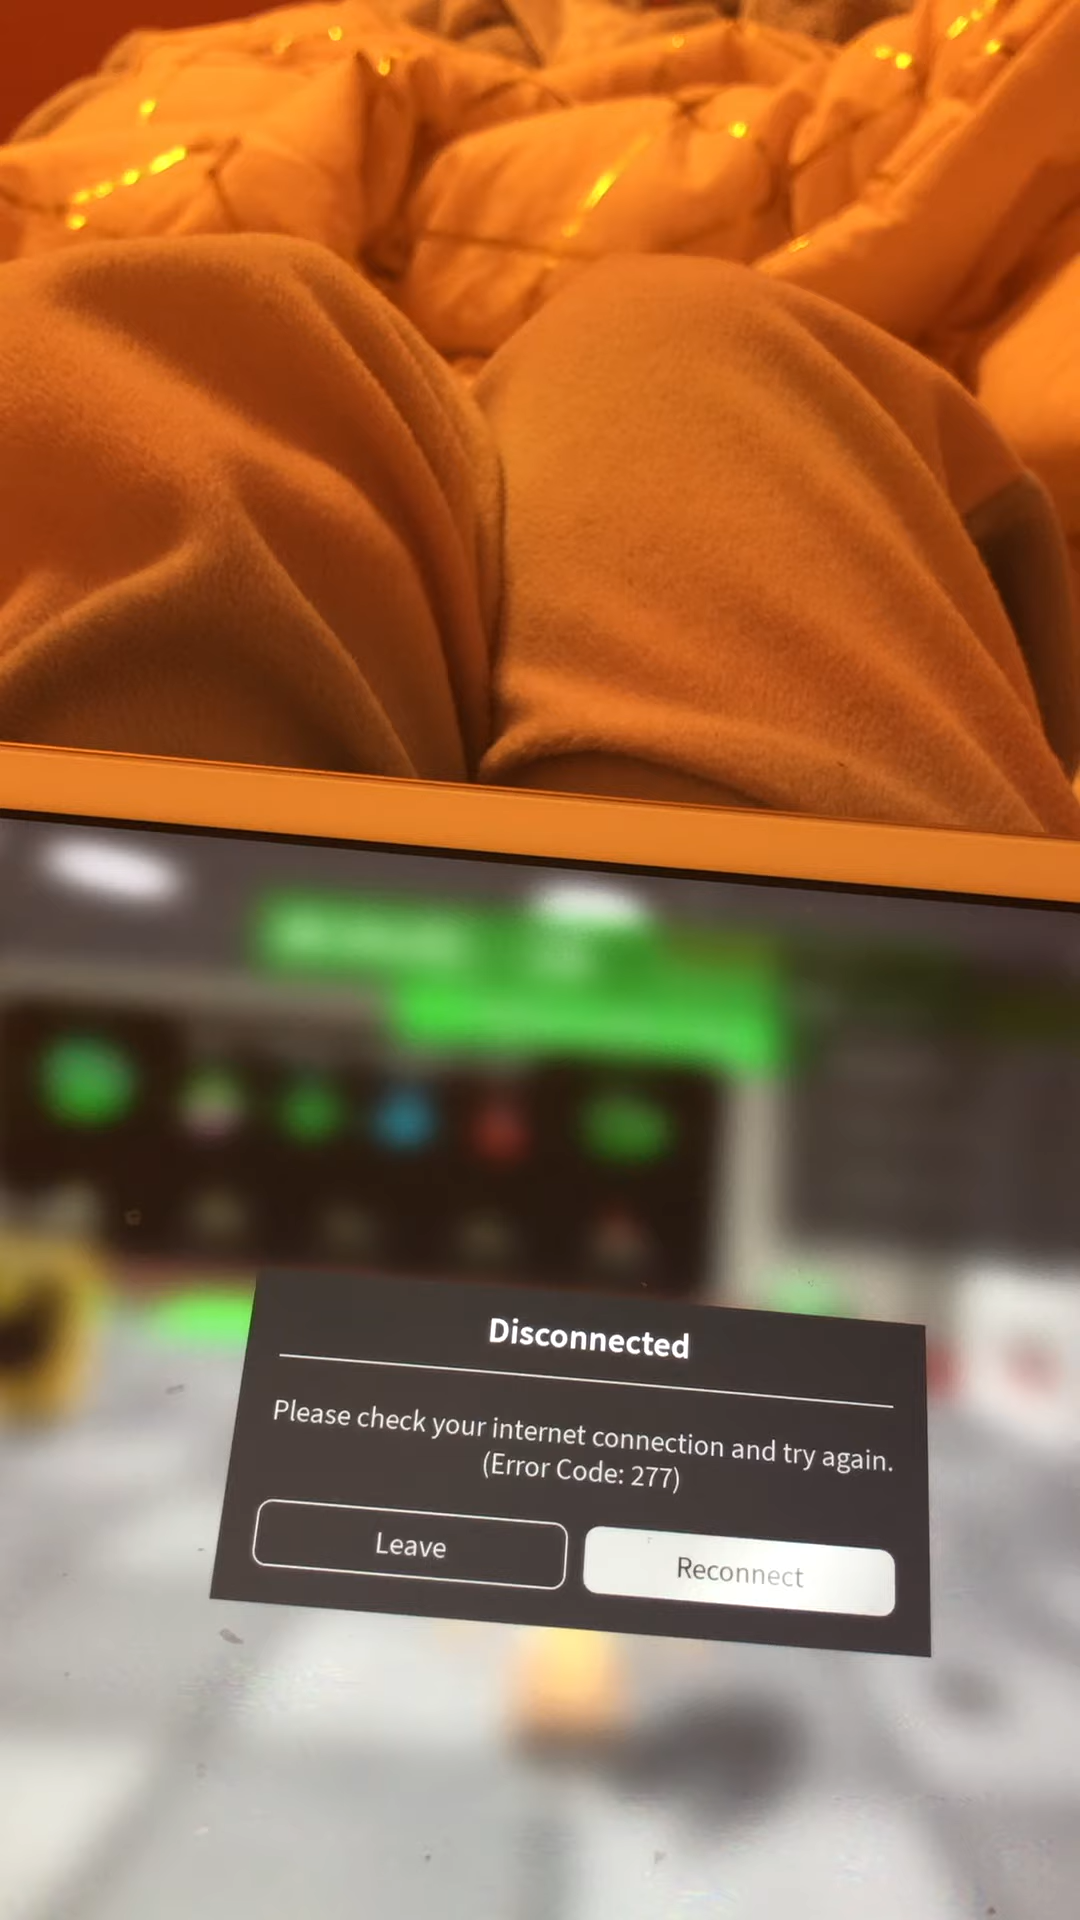 Disconnected
Please check your internet connection and try again.
(Error Code: 277)
Leave
Reconnect